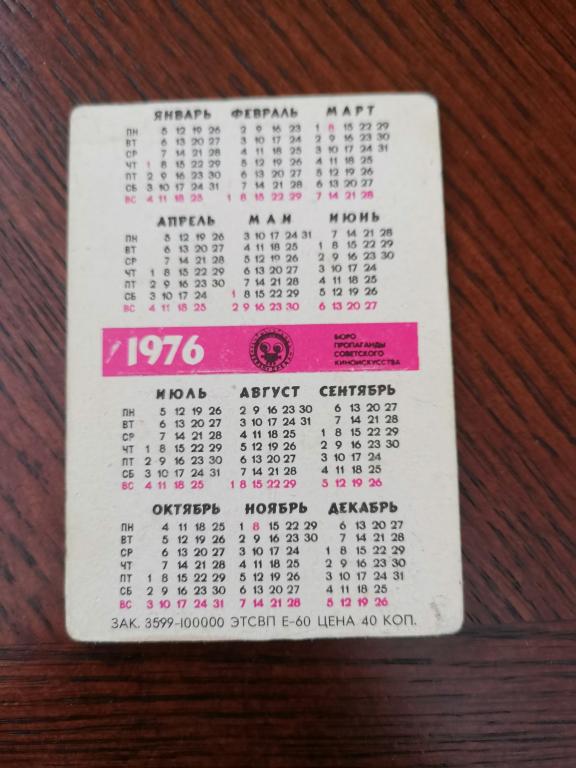 ЯНВАРЬ ФЕВРАЛЬ МАРТ
ПН 5 12 19 26 2 9 16 23 1 8 15 22 29
ВТ 6 13 20 27 3 10 17 24 2 9 16 23 30
СР 7 14 21 28 4 11 18 25 3 10 17 24 31
ЧТ 1 8 15 22 29 5 12 19 26 4 11 18 25
ПТ 2 9 16 23 30 6 13 20 27 5 12 19 26
СБ 3 10 17 24 31 7 14 21 28 6 13 20 27
ВС 4 11 18 25 1 8 15 22 29 7 14 21 28
АПРЕЛЬ МАИ ИЮНЬ
ПН 5 12 19 26 3 10 17 24 31 7 14 21 28
ВТ 6 13 20 27 4 11 18 25 1 8 15 22 29
СР 7 14 21 28 5 12 19 26 2 9 16 23 30
ЧТ 1 8 15 22 29 6 13 20 27 3 10 17 24
ПТ 2 9 16 23 30 7 14 21 28 4 11 18 25
СБ 3 10 17 24 1 8 15 22 29 5 12 19 26
ВС 4 11 18 25 2 9 16 23 30 6 13 20 27
1976
БЮРО
ПРОПАГАНДЫ
СОВЕТСКОГО
КИНОИСКУССТВА
ИЮЛЬ АВГУСТ СЕНТЯБРЬ
ПН 5 12 19 26 2 9 16 23 30 6 13 20 27
ВТ 6 13 20 27 3 10 17 24 31 7 14 21 28
СР 7 14 21 28 4 11 18 25 1 8 15 22 29
ЧТ 1 8 15 22 29 5 12 19 26 2 9 16 23 30
ПТ 2 9 16 23 30 6 13 20 27 3 10 17 24
СБ 3 10 17 24 31 7 14 21 28 4 11 18 25
ВС 4 11 18 25 1 8 15 22 29 5 12 19 26
ОКТЯБРЬ НОЯБРЬ ДЕКАБРЬ
ПН 4 11 18 25 1 8 15 22 29 6 13 20 27
ВТ 5 12 19 26 2 9 16 23 30 7 14 21 28
СР 6 13 20 27 3 10 17 24 1 8 15 22 29
ЧТ 7 14 21 28 4 11 18 25 2 9 16 23 30
ПТ 1 8 15 22 29 5 12 19 26 3 10 17 24 31
СБ 2 9 16 23 30 6 13 20 27 4 11 18 25
ВС 3 10 17 24 31 7 14 21 28 5 12 19 26
ЗАК. 3599-100000 ЭТСВП Е-60 ЦЕНА 40 КОП.